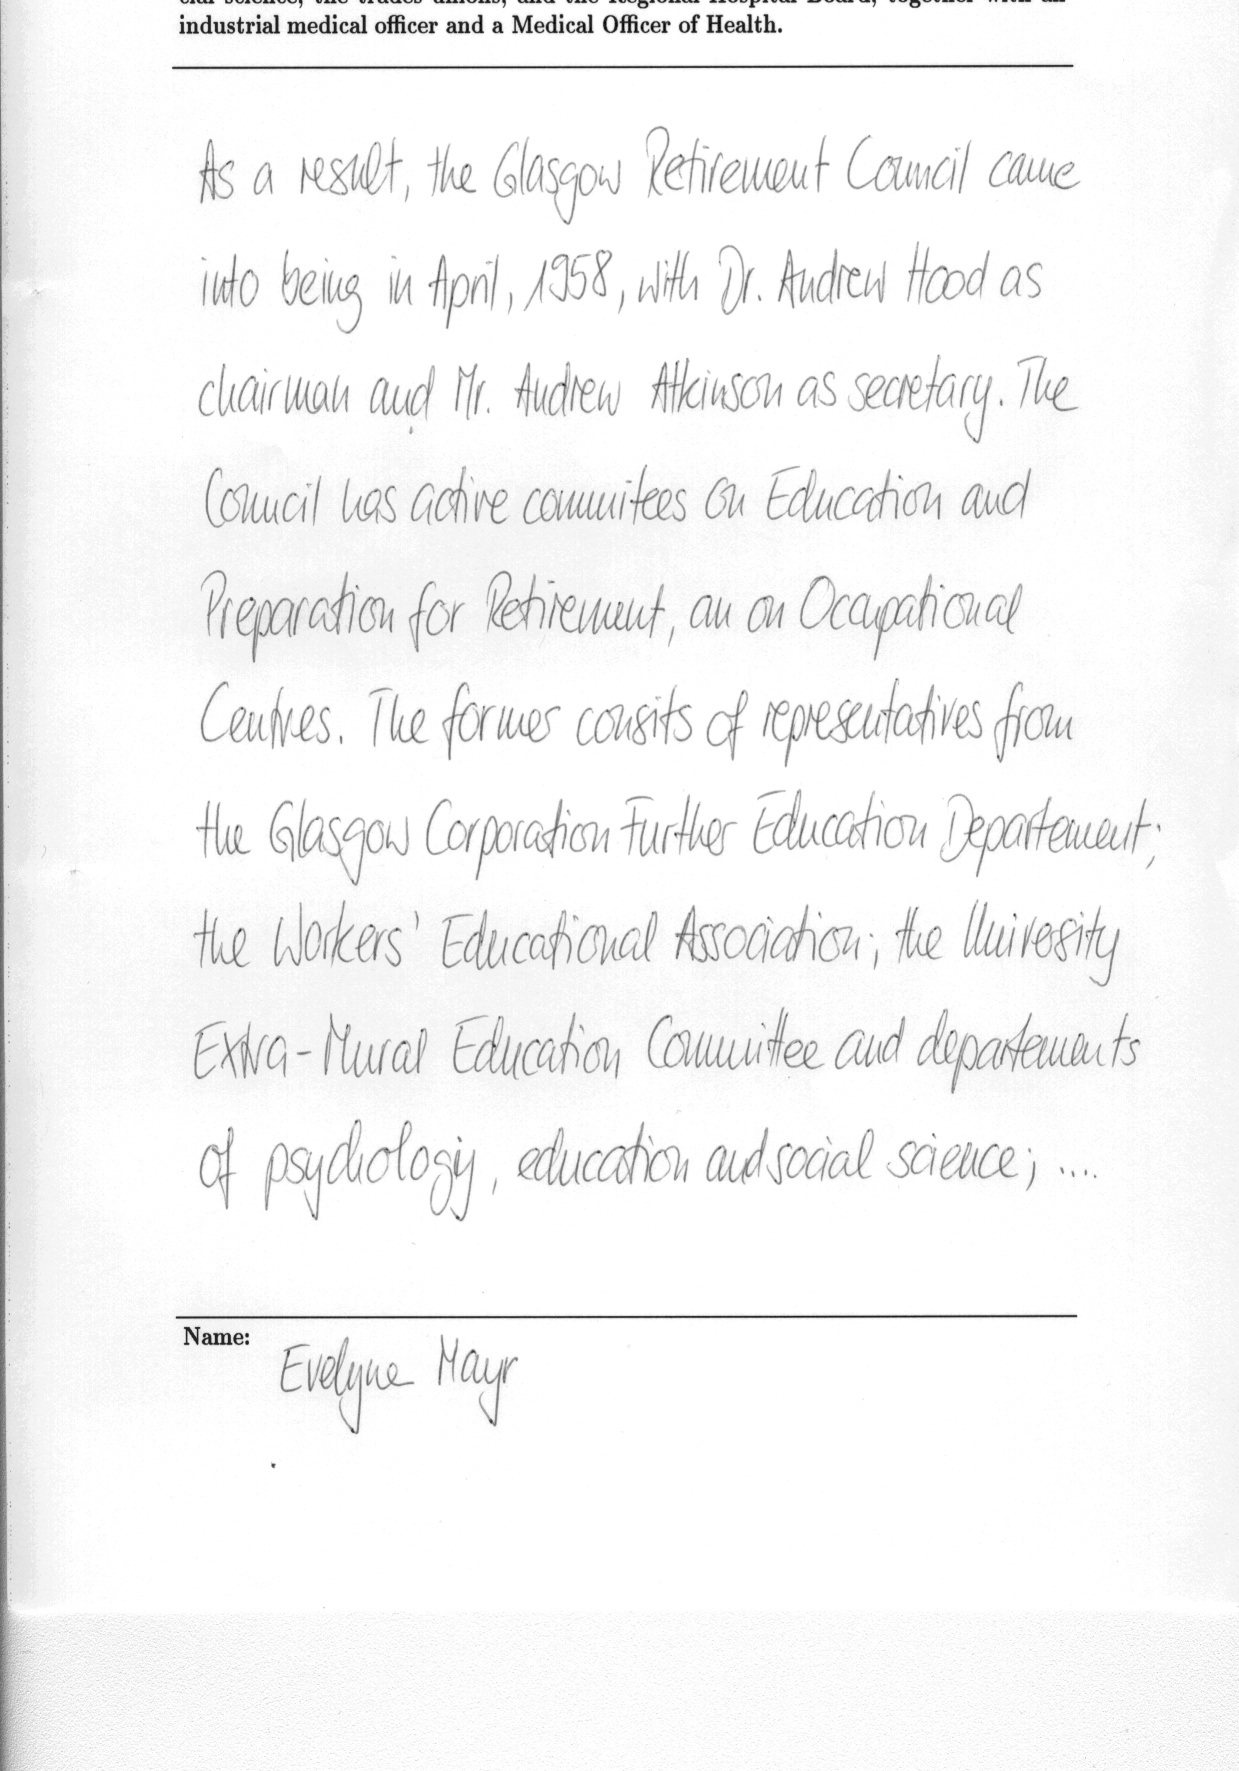 cial science, the trades unions, and the Regional Hospital Board, together with an
industrial medical officer and a Medical Officer of Health.
As a result, the Glasgow Retirement Council came
into being in April, 1958, with Dr. Andrew Hood as
chairman and Mr. Andrew Atkinson as secretary. The
Council has active commitees on Education and
Preparation for Retirement, an on Occupational
Centres. The former consits of representatives from
the Glasgow Corporation Further Education Departement;
the Workers' Educational Association; the University
Extra-Mural Education Committee and departements
of psychology, education and social science; ....
Name:
Evelyne Mayr